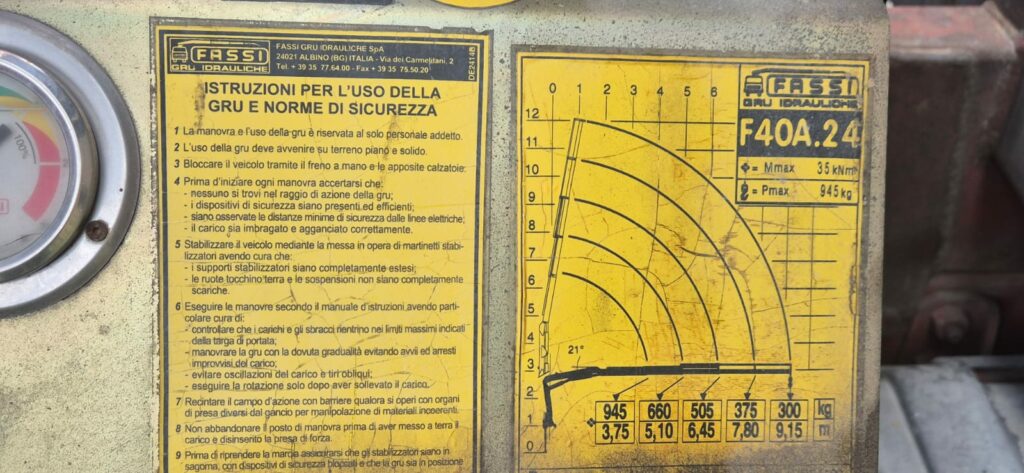 FASSI
GRU IDRAULICHE
FASSI GRU IDRAULICHE SpA
24021 ALBINO (BG) ITALIA - Via dei Carmelitani, 2
Tel. + 39 35 77.64.00 - Fax + 39 35 75.50.20
DE2414B
ISTRUZIONI PER L'USO DELLA
GRU E NORME DI SICUREZZA
1 La manovra e l'uso della gru è riservata al solo personale addetto.
2 L'uso della gru deve avvenire su terreno piano e solido.
3 Bloccare il veicolo tramite il freno a mano e le apposite calzatoie.
4 Prima d'iniziare ogni manovra accertarsi che:
- nessuno si trovi nel raggio di azione della gru;
- i dispositivi di sicurezza siano presenti ed efficienti;
- siano osservate le distanze minime di sicurezza dalle linee elettriche;
- il carico sia imbragato e agganciato correttamente.
5 Stabilizzare il veicolo mediante la messa in opera di martinetti stabi-
lizzatori avendo cura che:
- i supporti stabilizzatori siano completamente estesi;
- le ruote tocchino terra e le sospensioni non siano completamente
scariche.
6 Eseguire le manovre secondo il manuale d'istruzioni avendo parti-
colare cura di:
- controllare che i carichi e gli sbracci rientrino nei limiti massimi indicati
dalla targa di portata;
- manovrare la gru con la dovuta gradualità evitando avvii ed arresti
improvvisi del carico;
- evitare oscillazioni del carico e tiri obliqui;
- eseguire la rotazione solo dopo aver sollevato il carico.
7 Recintare il campo d'azione con barriere qualora si operi con organi
di presa diversi dal gancio per manipolazione di materiali incoerenti.
8 Non abbandonare il posto di manovra prima di aver messo a terra il
carico e disinserito la presa di forza.
9 Prima di riprendere la marcia assicurarsi che gli stabilizzatori siano in
sagoma, con dispositivi di sicurezza bloccati e che la gru sia in posizione
100%
0 1 2 3 4 5 6
FASSI
GRU IDRAULICHE
F40A.24
= Mmax 35 kNm
= Pmax 945 kg
12
11
10
9
8
7
6
5
4
3
2
1
0
21°
945 660 505 375 300 kg
3,75 5,10 6,45 7,80 9,15 m